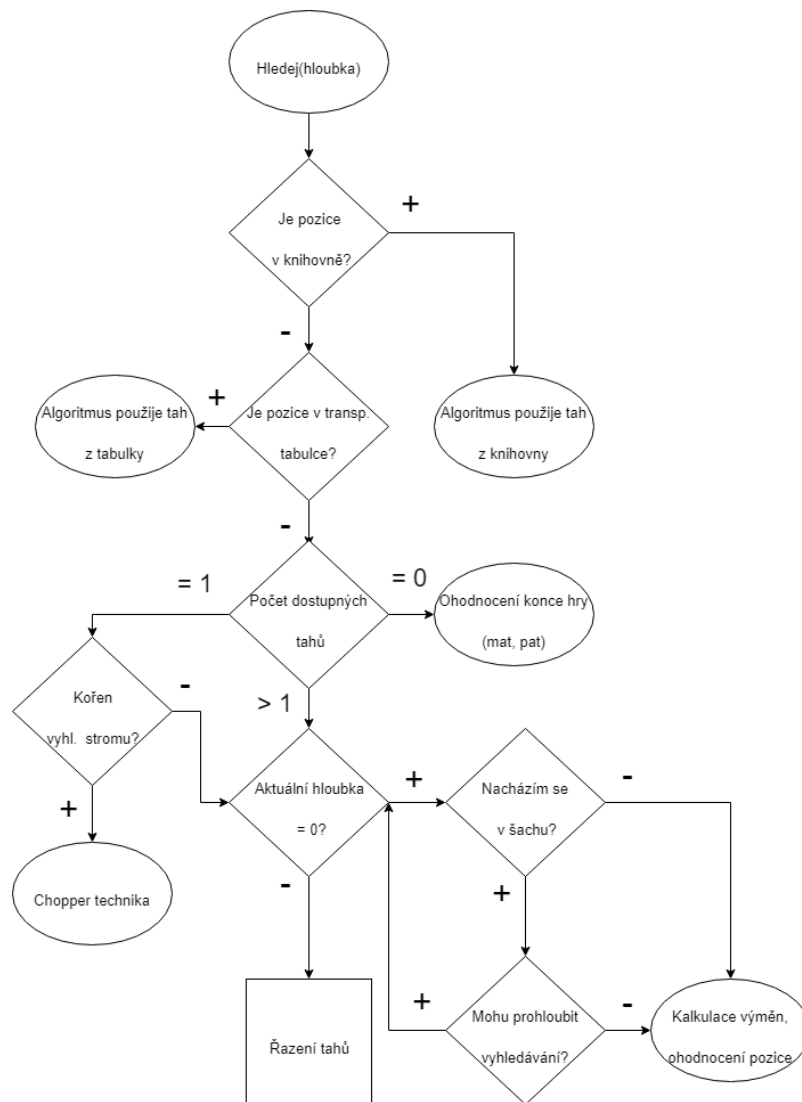 Hledej(hloubka)
+
Je pozice
v knihovně?
-
+
Algoritmus použije tah
z tabulky
Je pozice v transp.
tabulce?
Algoritmus použije tah
z knihovny
-
= 1
= 0
Počet dostupných
tahů
Ohodnocení konce hry
(mat, pat)
Kořen
vyhl. stromu?
-
> 1
+
Aktuální hloubka
= 0?
+
Nacházím se
v šachu?
-
Chopper technika
-
+
Řazení tahů
+
Mohu prohloubit
vyhledávání?
-
Kalkulace výměn,
ohodnocení pozice